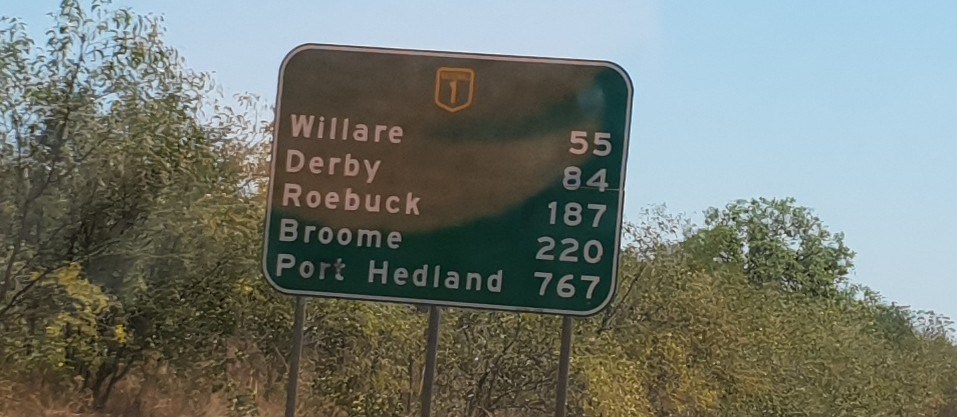 1
Willare 55
Derby 84
Roebuck 187
Broome 220
Port Hedland 767